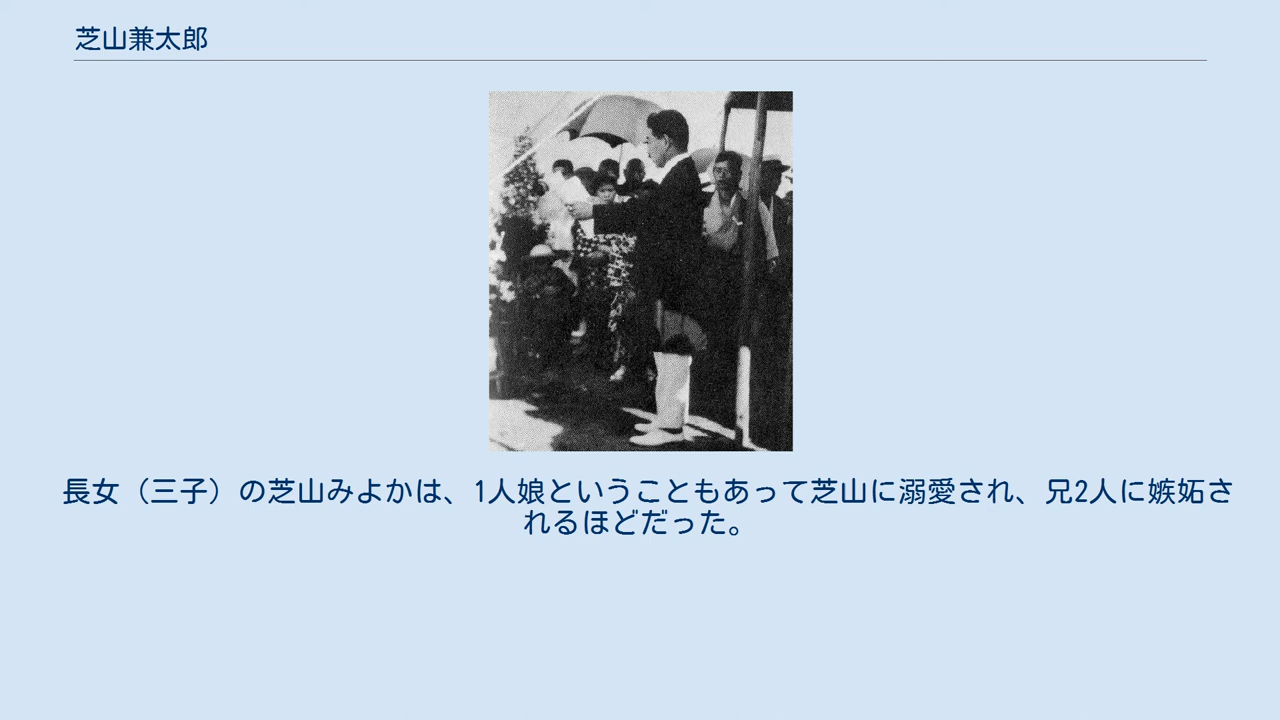 芝山兼太郎
長女（三子）の芝山みよかは、1人娘ということもあって芝山に溺愛され、兄2人に嫉妬さ
れるほどだった。